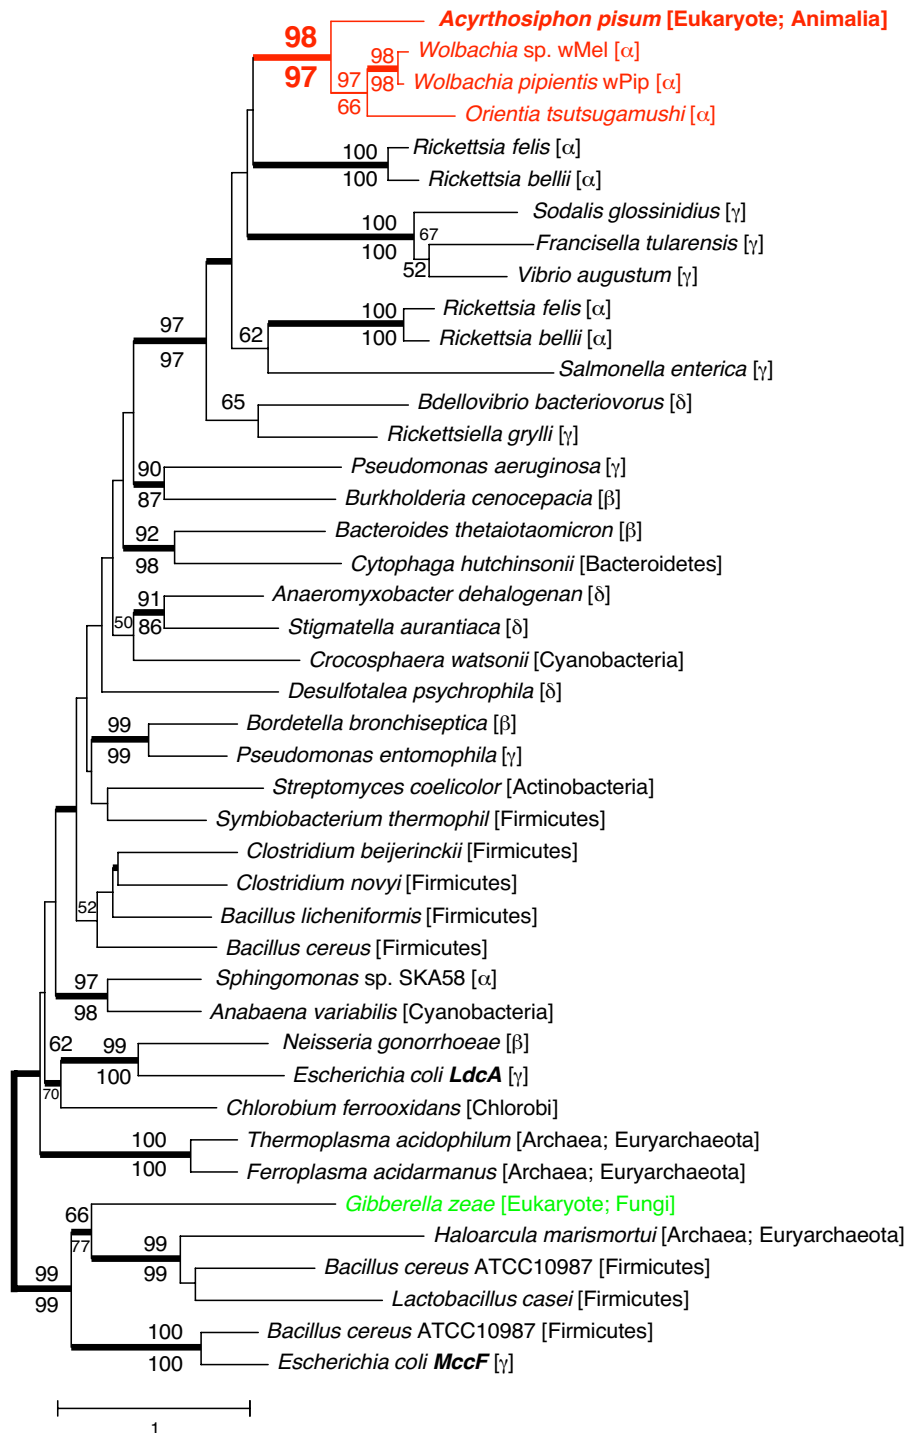 98
97
Acyrthosiphon pisum [Eukaryote; Animalia]
98
98
Wolbachia sp. wMel [α]
Wolbachia pipientis wPip [α]
97
66
Orientia tsutsugamushi [α]
100
100
Rickettsia felis [α]
Rickettsia bellii [α]
100
100
67
52
Sodalis glossinidius [γ]
Francisella tularensis [γ]
Vibrio augustum [γ]
62
100
100
Rickettsia felis [α]
Rickettsia bellii [α]
Salmonella enterica [γ]
97
97
65
Bdellovibrio bacteriovorus [δ]
Rickettsiella grylli [γ]
90
87
Pseudomonas aeruginosa [γ]
Burkholderia cenocepacia [β]
92
98
Bacteroides thetaiotaomicron [β]
Cytophaga hutchinsonii [Bacteroidetes]
50
91
86
Anaeromyxobacter dehalogenan [δ]
Stigmatella aurantiaca [δ]
Crocosphaera watsonii [Cyanobacteria]
Desulfotalea psychrophila [δ]
99
99
Bordetella bronchiseptica [β]
Pseudomonas entomophila [γ]
Streptomyces coelicolor [Actinobacteria]
Symbiobacterium thermophil [Firmicutes]
52
Clostridium beijerinckii [Firmicutes]
Clostridium novyi [Firmicutes]
Bacillus licheniformis [Firmicutes]
Bacillus cereus [Firmicutes]
97
98
Sphingomonas sp. SKA58 [α]
Anabaena variabilis [Cyanobacteria]
62
70
99
100
Neisseria gonorrhoeae [β]
Escherichia coli LdcA [γ]
Chlorobium ferrooxidans [Chlorobi]
100
100
Thermoplasma acidophilum [Archaea; Euryarchaeota]
Ferroplasma acidarmanus [Archaea; Euryarchaeota]
99
99
66
77
Gibberella zeae [Eukaryote; Fungi]
99
99
Haloarcula marismortui [Archaea; Euryarchaeota]
Bacillus cereus ATCC10987 [Firmicutes]
Lactobacillus casei [Firmicutes]
100
100
Bacillus cereus ATCC10987 [Firmicutes]
Escherichia coli MccF [γ]
1